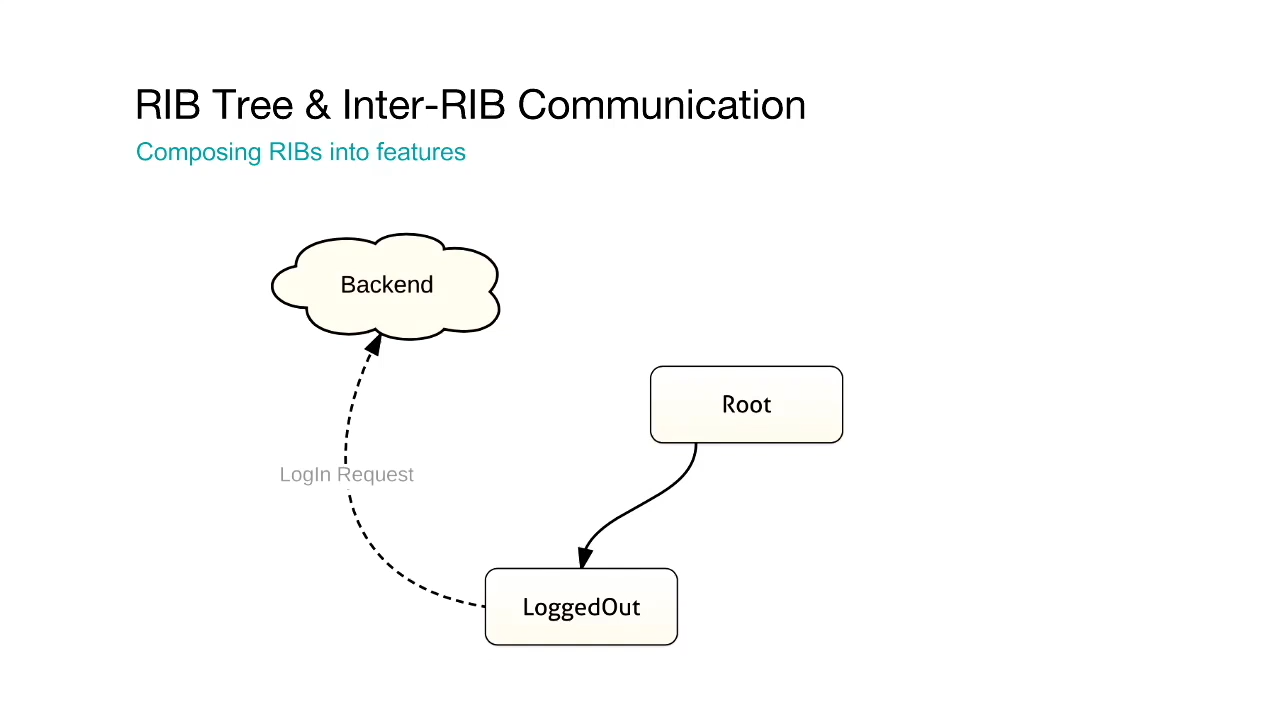 RIB Tree & Inter-RIB Communication
Composing RIBs into features
Backend
Root
LogIn Request
LoggedOut